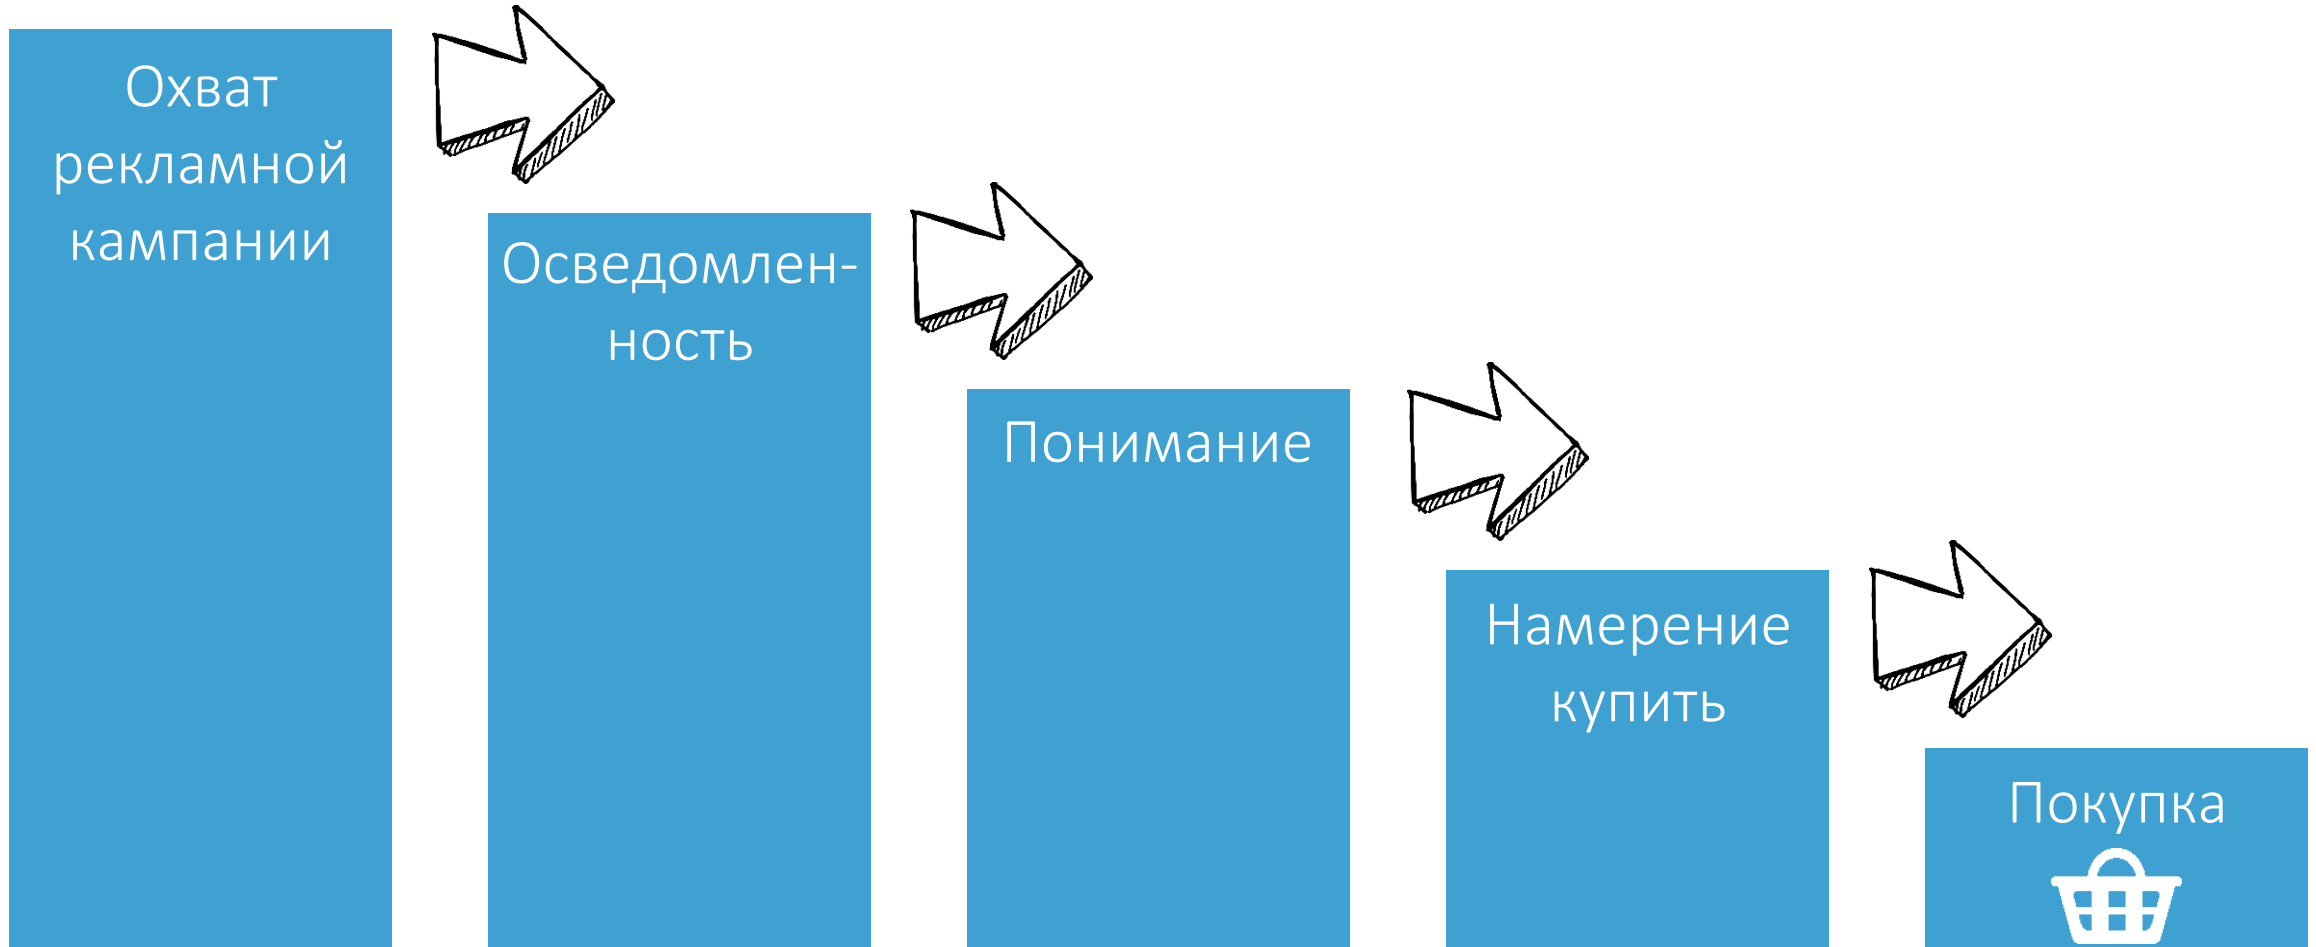 Охват
рекламной
кампании
Осведомлен-
ность
Понимание
Намерение
купить
Покупка